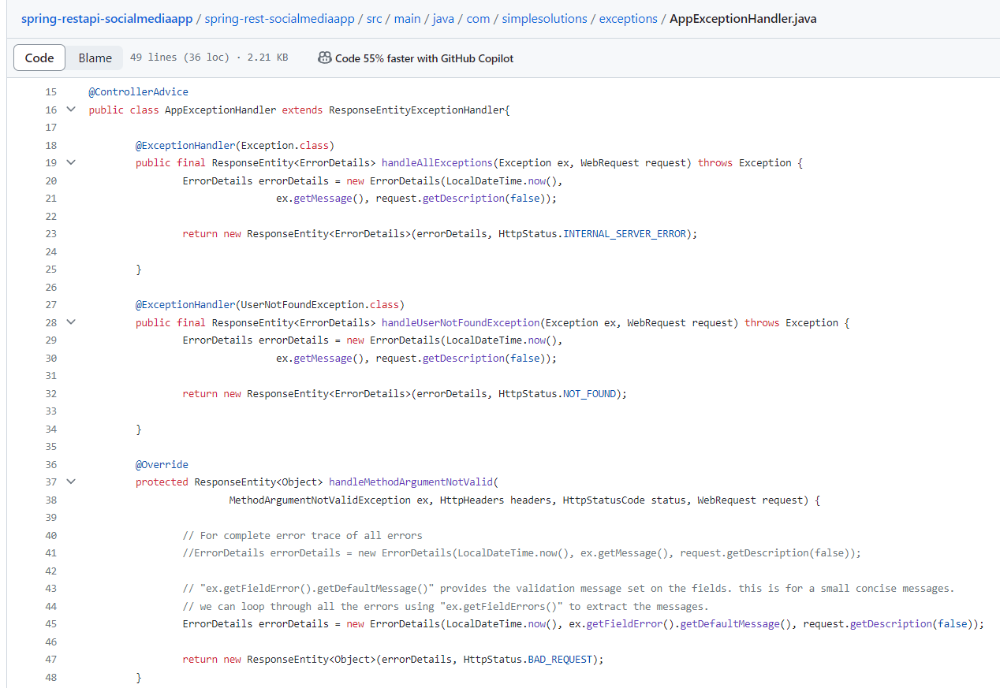 spring-restapi-socialmediaapp / spring-rest-socialmediaapp / src / main / java / com / simplesolutions / exceptions / AppExceptionHandler.java
Code Blame 49 lines (36 loc) · 2.21 KB Code 55% faster with GitHub Copilot
15 @ControllerAdvice
16 public class AppExceptionHandler extends ResponseEntityExceptionHandler{
17
18 @ExceptionHandler(Exception.class)
19 public final ResponseEntity<ErrorDetails> handleAllExceptions(Exception ex, WebRequest request) throws Exception {
20 ErrorDetails errorDetails = new ErrorDetails(LocalDateTime.now(),
21 ex.getMessage(), request.getDescription(false));
22
23 return new ResponseEntity<ErrorDetails>(errorDetails, HttpStatus.INTERNAL_SERVER_ERROR);
24
25 }
26
27 @ExceptionHandler(UserNotFoundException.class)
28 public final ResponseEntity<ErrorDetails> handleUserNotFoundException(Exception ex, WebRequest request) throws Exception {
29 ErrorDetails errorDetails = new ErrorDetails(LocalDateTime.now(),
30 ex.getMessage(), request.getDescription(false));
31
32 return new ResponseEntity<ErrorDetails>(errorDetails, HttpStatus.NOT_FOUND);
33
34 }
35
36 @Override
37 protected ResponseEntity<Object> handleMethodArgumentNotValid(
38 MethodArgumentNotValidException ex, HttpHeaders headers, HttpStatusCode status, WebRequest request) {
39
40 // For complete error trace of all errors
41 //ErrorDetails errorDetails = new ErrorDetails(LocalDateTime.now(), ex.getMessage(), request.getDescription(false));
42
43 // "ex.getFieldError().getDefaultMessage()" provides the validation message set on the fields. this is for a small concise messages.
44 // we can loop through all the errors using "ex.getFieldErrors()" to extract the messages.
45 ErrorDetails errorDetails = new ErrorDetails(LocalDateTime.now(), ex.getFieldError().getDefaultMessage(), request.getDescription(false));
46
47 return new ResponseEntity<Object>(errorDetails, HttpStatus.BAD_REQUEST);
48 }